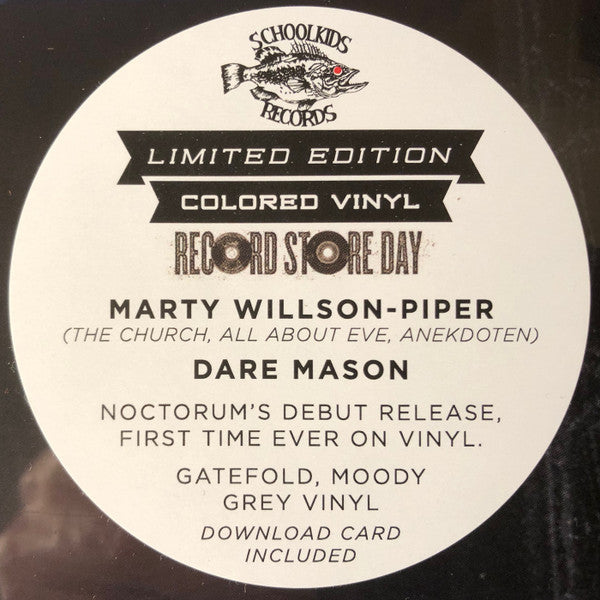 SCHOOLKIDS
RECORDS
LIMITED EDITION
COLORED VINYL
RECORD STORE DAY
MARTY WILLSON-PIPER
(THE CHURCH, ALL ABOUT EVE, ANEKDOTEN)
DARE MASON
NOCTORUM'S DEBUT RELEASE,
FIRST TIME EVER ON VINYL.
GATEFOLD, MOODY
GREY VINYL
DOWNLOAD CARD
INCLUDED